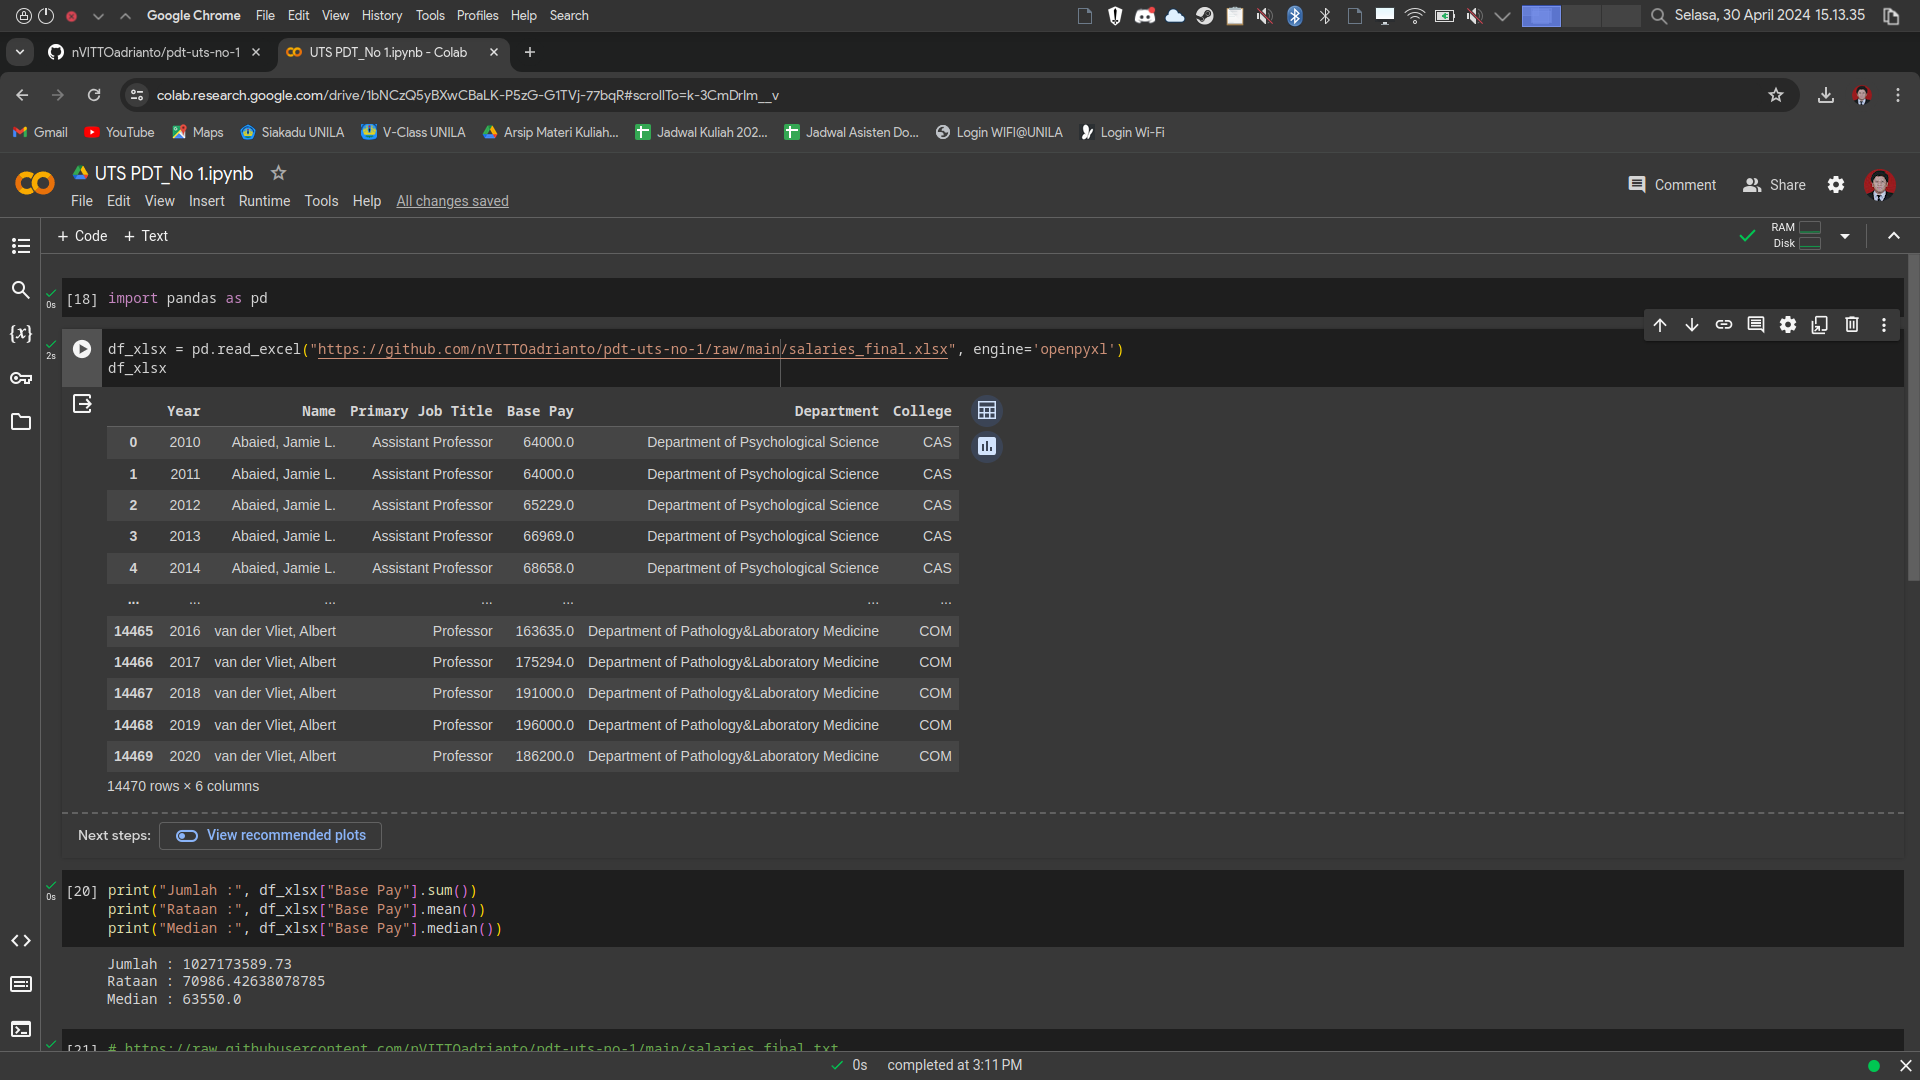 Google Chrome File Edit View History Tools Profiles Help Search Selasa, 30 April 2024 15.13.35
nVITTOadrianto/pdt-uts-no-1 UTS PDT_No 1.ipynb - Colab
colab.research.google.com/drive/1bNCzQ5yBXwCBaLK-P5zG-G1TVj-77bqR#scrollTo=k-3CmDrlm__v
Gmail YouTube Maps Siakadu UNILA V-Class UNILA Arsip Materi Kuliah... Jadwal Kuliah 202... Jadwal Asisten Do... Login WIFI@UNILA Login Wi-Fi
UTS PDT_No 1.ipynb
File Edit View Insert Runtime Tools Help All changes saved
Comment Share
+ Code + Text
RAM
Disk
0s [18] import pandas as pd
2s
df_xlsx = pd.read_excel("https://github.com/nVITTOadrianto/pdt-uts-no-1/raw/main/salaries_final.xlsx", engine='openpyxl')
df_xlsx
Year Name Primary Job Title Base Pay Department College
0 2010 Abaied, Jamie L. Assistant Professor 64000.0 Department of Psychological Science CAS
1 2011 Abaied, Jamie L. Assistant Professor 64000.0 Department of Psychological Science CAS
2 2012 Abaied, Jamie L. Assistant Professor 65229.0 Department of Psychological Science CAS
3 2013 Abaied, Jamie L. Assistant Professor 66969.0 Department of Psychological Science CAS
4 2014 Abaied, Jamie L. Assistant Professor 68658.0 Department of Psychological Science CAS
... ... ... ... ... ... ...
14465 2016 van der Vliet, Albert Professor 163635.0 Department of Pathology&Laboratory Medicine COM
14466 2017 van der Vliet, Albert Professor 175294.0 Department of Pathology&Laboratory Medicine COM
14467 2018 van der Vliet, Albert Professor 191000.0 Department of Pathology&Laboratory Medicine COM
14468 2019 van der Vliet, Albert Professor 196000.0 Department of Pathology&Laboratory Medicine COM
14469 2020 van der Vliet, Albert Professor 186200.0 Department of Pathology&Laboratory Medicine COM
14470 rows × 6 columns
Next steps: View recommended plots
0s [20] print("Jumlah :", df_xlsx["Base Pay"].sum())
print("Rataan :", df_xlsx["Base Pay"].mean())
print("Median :", df_xlsx["Base Pay"].median())
Jumlah : 1027173589.73
Rataan : 70986.42638078785
Median : 63550.0
[21] # https://raw.githubusercontent.com/nVITTOadrianto/pdt-uts-no-1/main/salaries_final.txt
0s completed at 3:11 PM